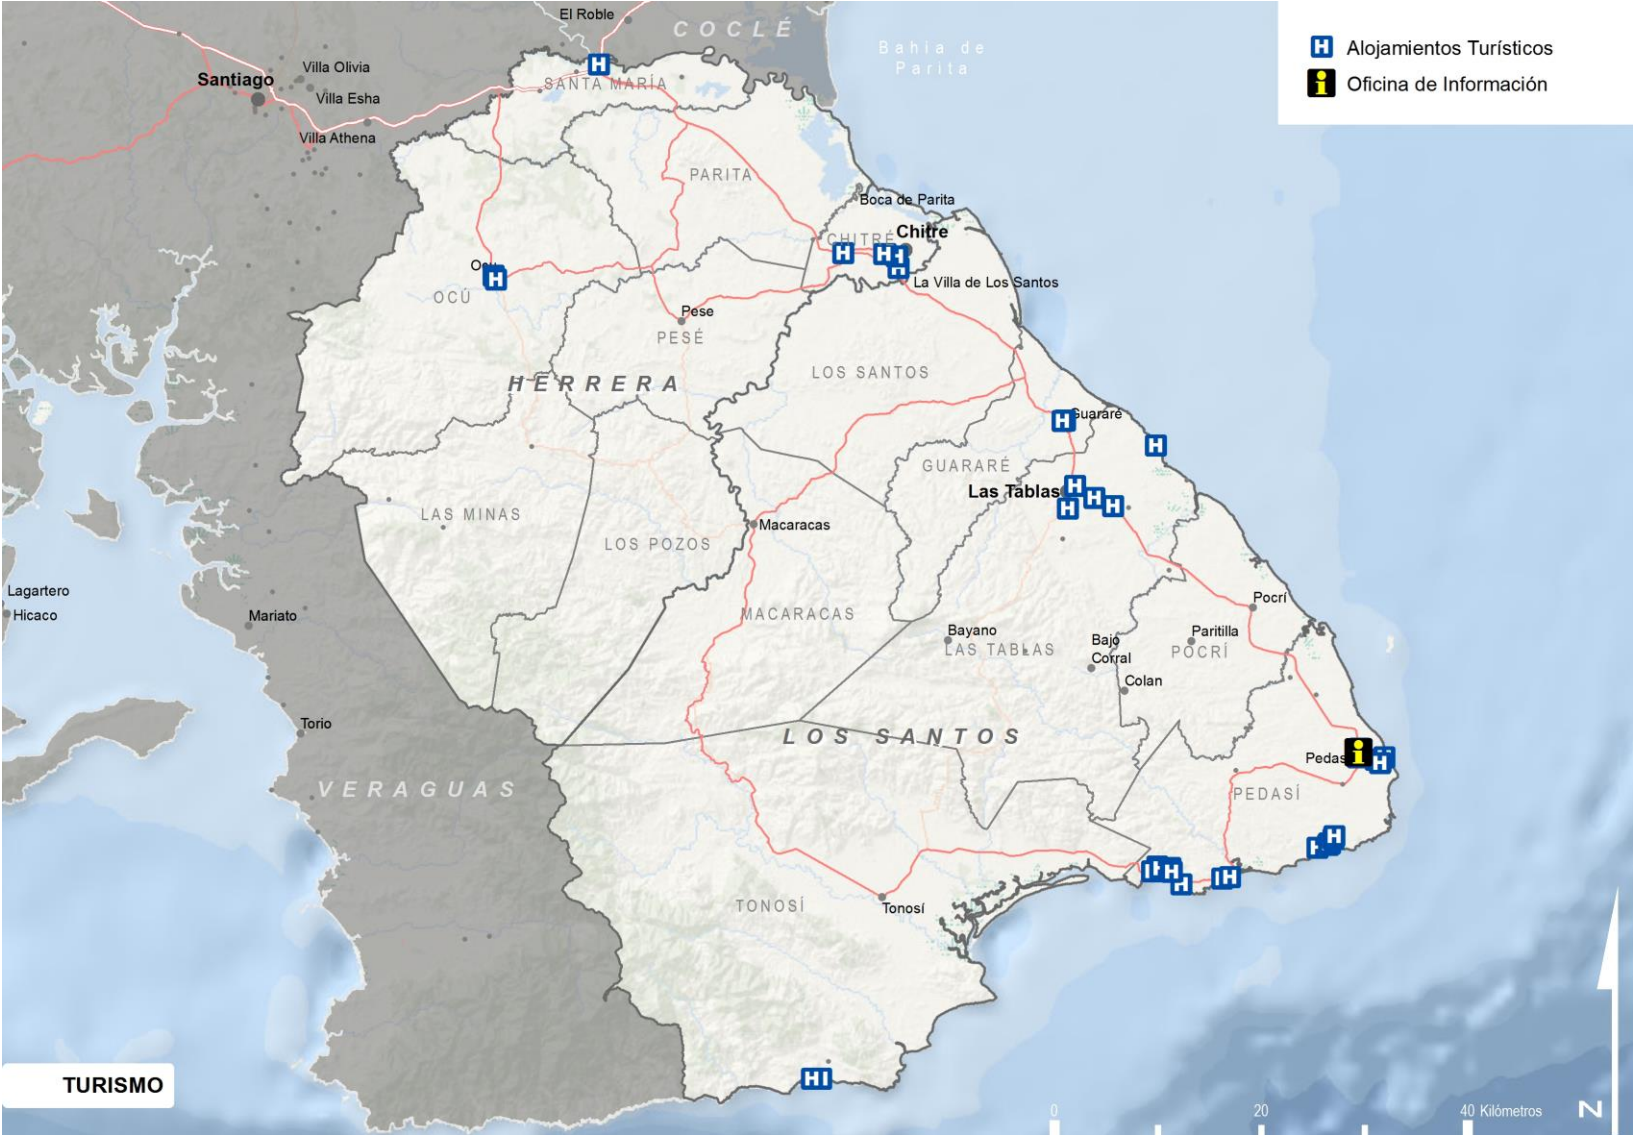 El Roble
COCLÉ
Bahia de
Parita
H Alojamientos Turísticos
i Oficina de Información
Santiago
Villa Olivia
Villa Esha
Villa Athena
H
SANTA MARÍA
PARITA
Boca de Parita
CHITRÉ
Chitre
H H H
H
La Villa de Los Santos
H
OCÚ
Pese
PESÉ
HERRERA
LOS SANTOS
H Guararé
H
GUARARÉ
Las Tablas
H H H
H
LAS MINAS
LOS POZOS
Macaracas
Lagartero
Hicaco
Mariato
MACARACAS
Pocrí
Bayano
LAS TABLAS
Bajo
Corral
Colan
Paritilla
POCRÍ
Torio
LOS SANTOS
i
H
VERAGUAS
PEDASÍ
H H
H H H
H
TONOSÍ
Tonosí
H
TURISMO
0 20 40 Kilómetros
N